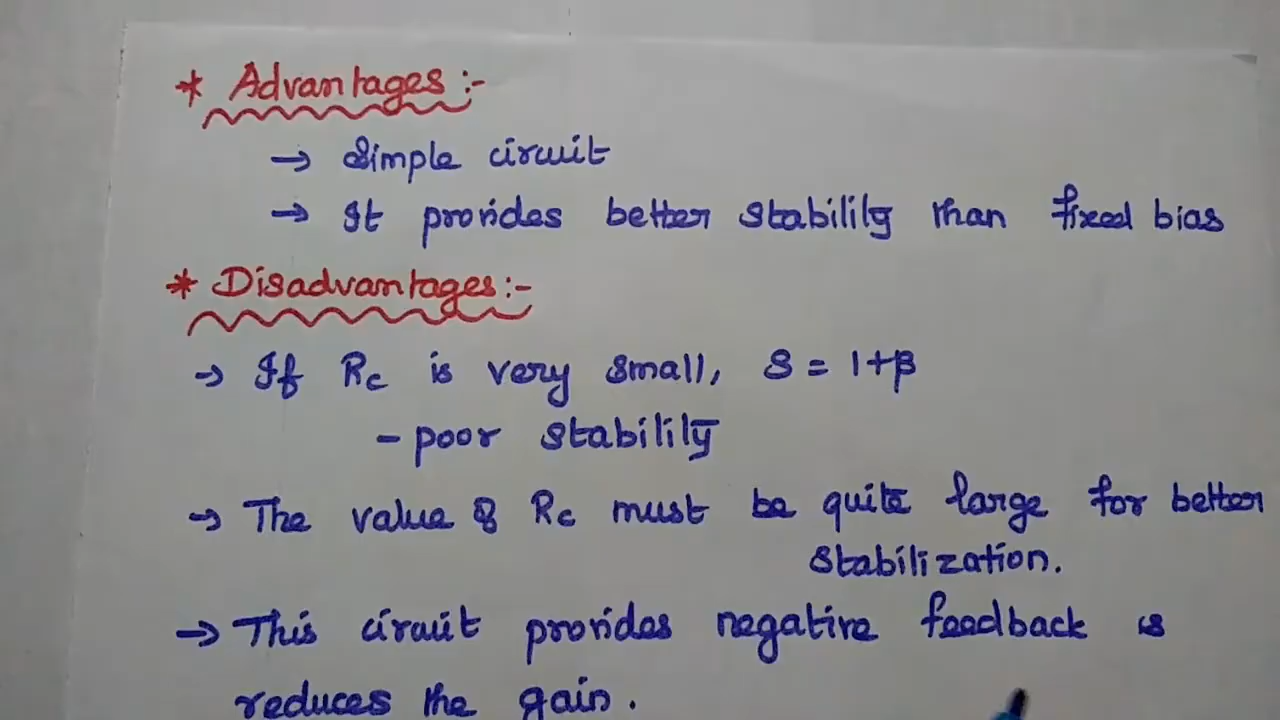 * Advantages :-
→ Simple circuit
→ It provides better stability than fixed bias
* Disadvantages :-
→ If Rc is very small, S = 1+β
- poor stability
→ The value of Rc must be quite large for better
stabilization.
→ This circuit provides negative feedback is
reduces the gain.